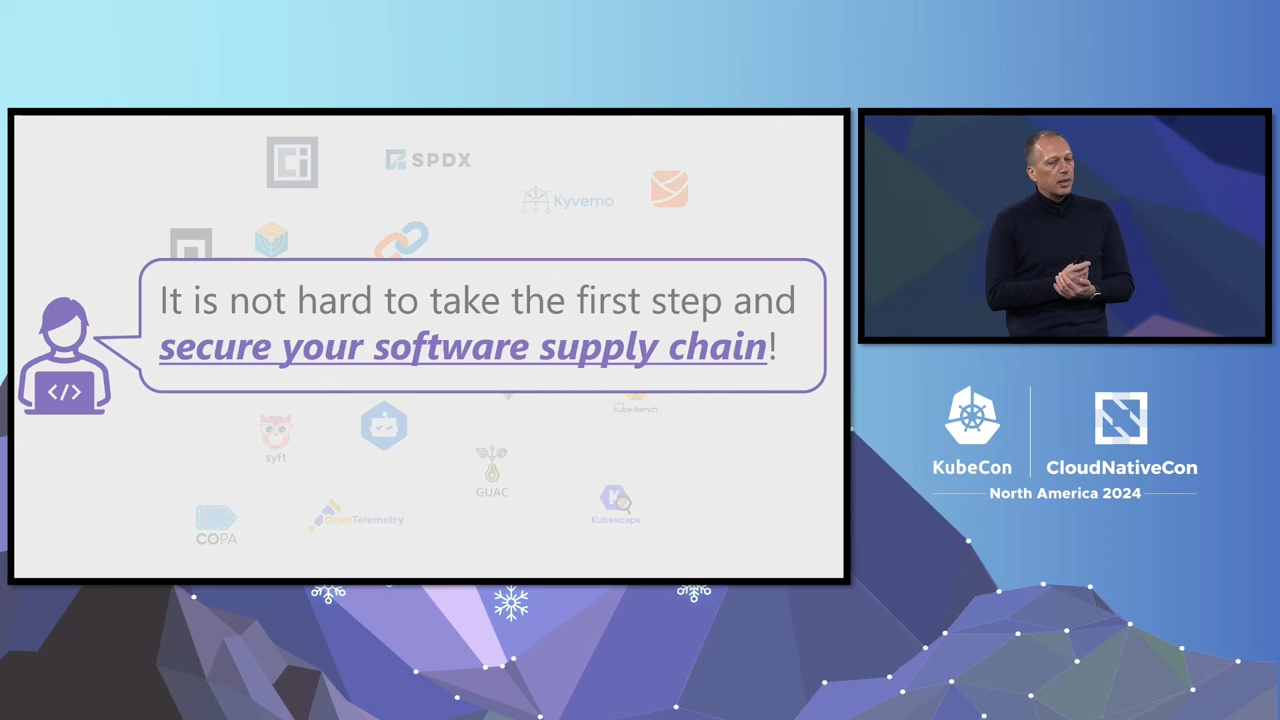 Ci
SPDX
Kyverno
It is not hard to take the first step and
secure your software supply chain!
</>
kube-bench
syft
GUAC
K
Kubescape
OpenTelemetry
COPA
KubeCon
CloudNativeCon
North America 2024